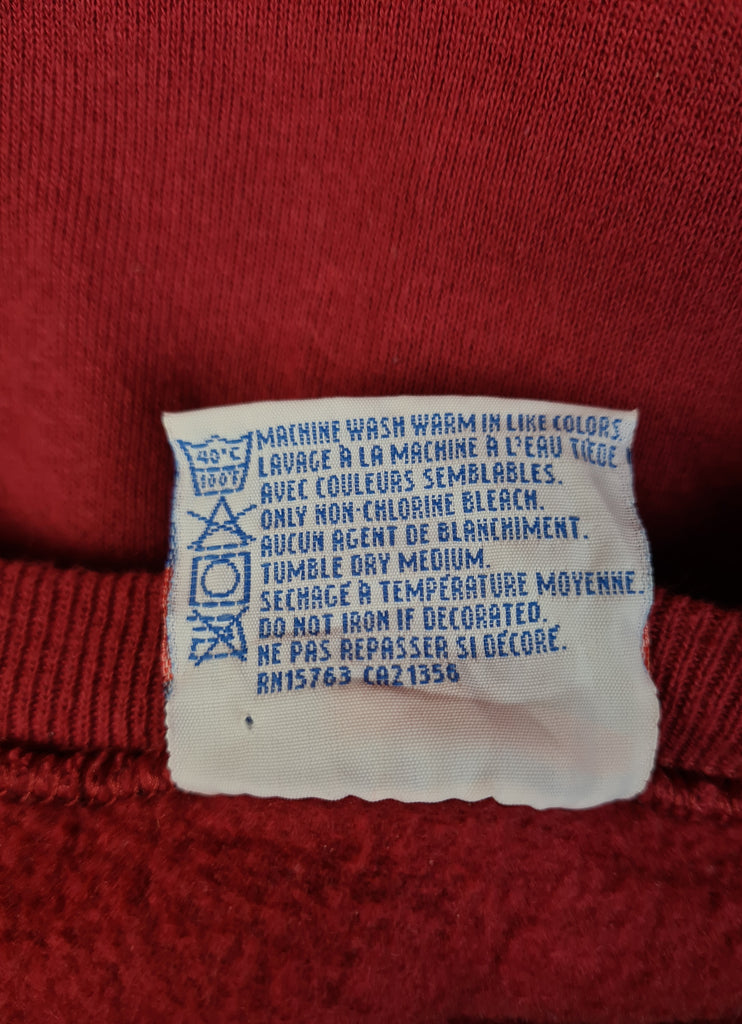 MACHINE WASH WARM IN LIKE COLORS.
LAVAGE À LA MACHINE À L'EAU TIÈDE
AVEC COULEURS SEMBLABLES.
ONLY NON-CHLORINE BLEACH.
AUCUN AGENT DE BLANCHIMENT.
TUMBLE DRY MEDIUM.
SECHAGE À TEMPÉRATURE MOYENNE.
DO NOT IRON IF DECORATED.
NE PAS REPASSER SI DÉCORÉ.
RN15763 CA21356
40°C
100°F